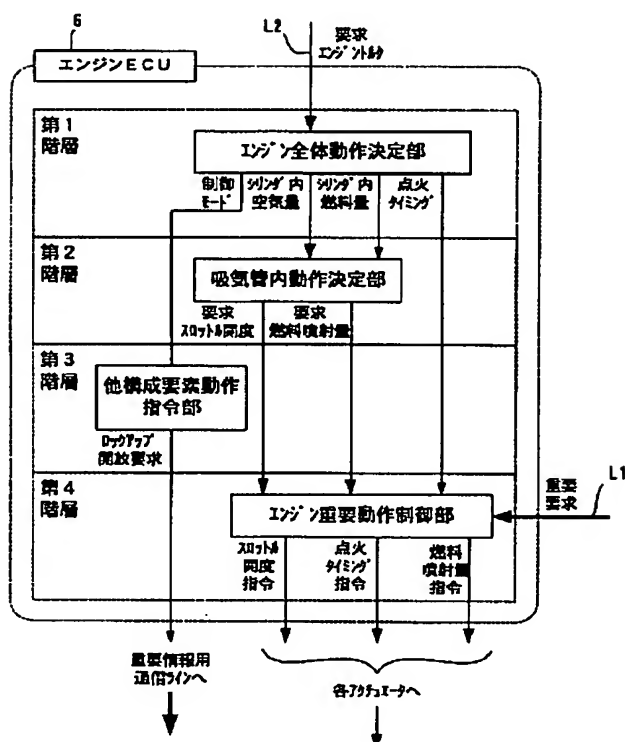 6
エンジンECU
L2
要求
エンジントルク
第1
階層
エンジン全体動作決定部
制御
モード
シリンダ内
空気量
シリンダ内
燃料量
点火
タイミング
第2
階層
吸気管内動作決定部
要求
スロットル開度
要求
燃料噴射量
第3
階層
他構成要素動作
指令部
ロックアップ
開放要求
第4
階層
エンジン重要動作制御部
重要
要求
L1
スロットル
開度
指令
点火
タイミング
指令
燃料
噴射量
指令
重要情報用
通信ラインへ
各アクチュエータへ